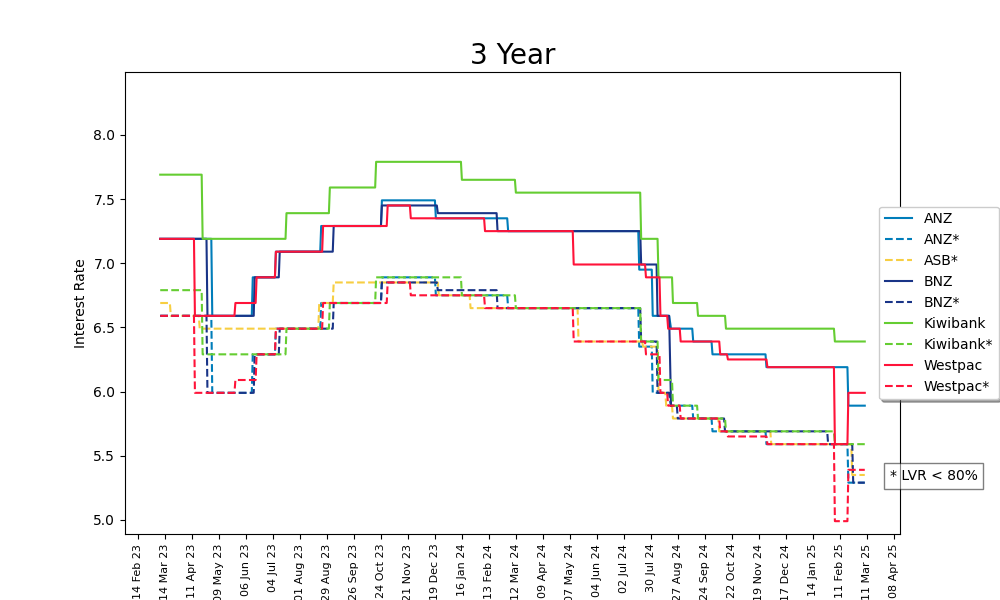 3 Year
Interest Rate
8.0
7.5
7.0
6.5
6.0
5.5
5.0
14 Feb 23
14 Mar 23
11 Apr 23
09 May 23
06 Jun 23
04 Jul 23
01 Aug 23
29 Aug 23
26 Sep 23
24 Oct 23
21 Nov 23
19 Dec 23
16 Jan 24
13 Feb 24
12 Mar 24
09 Apr 24
07 May 24
04 Jun 24
02 Jul 24
30 Jul 24
27 Aug 24
24 Sep 24
22 Oct 24
19 Nov 24
17 Dec 24
14 Jan 25
11 Feb 25
11 Mar 25
08 Apr 25
ANZ
ANZ*
ASB*
BNZ
BNZ*
Kiwibank
Kiwibank*
Westpac
Westpac*
* LVR < 80%